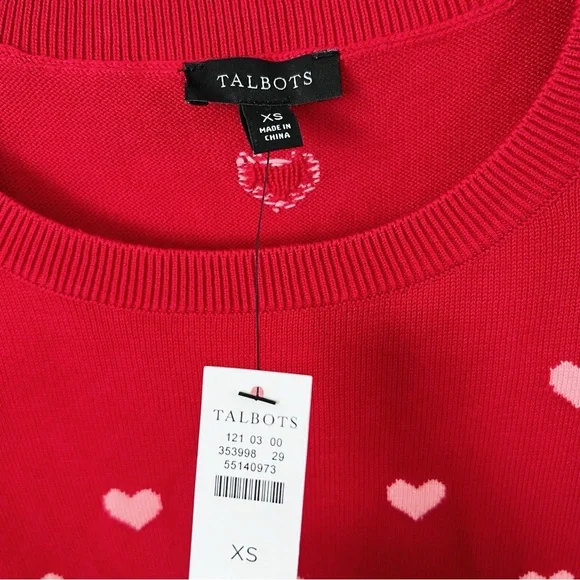 TALBOTS
XS
MADE IN
CHINA
TALBOTS
121 03 00
353998 29
55140973
XS